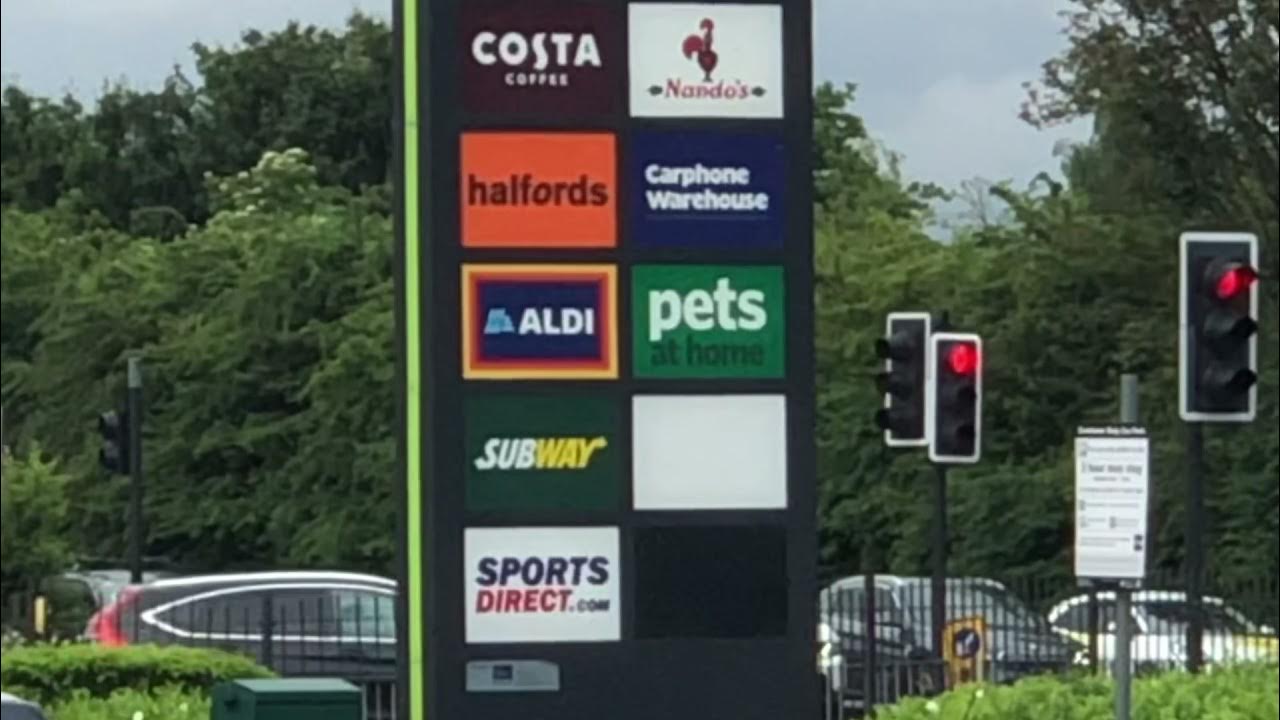 COSTA
COFFEE
Nando's
halfords
Carphone
Warehouse
ALDI
pets
at home
SUBWAY
SPORTS
DIRECT.COM